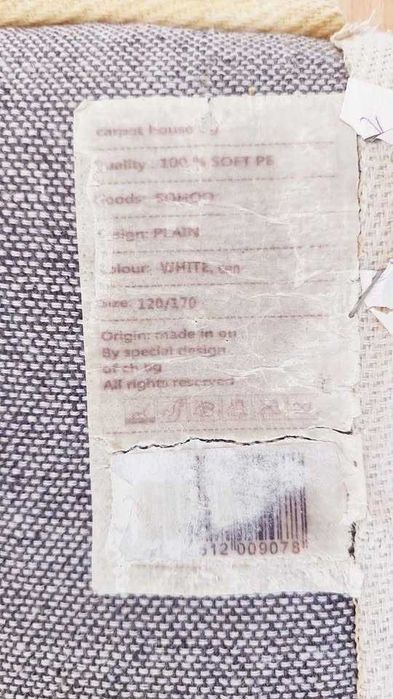 carpet house bg
Quality: 100 % SOFT PE
Goods: SOHOO
Design: PLAIN
Colour: WHITE,
Size: 120/170
Origin: made in eu
By special design
of ch bg
All rights reserved
612 009078